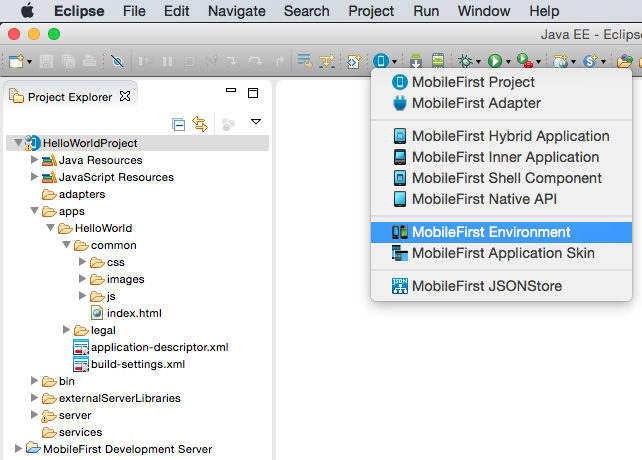 Eclipse File Edit Navigate Search Project Run Window Help
Java EE - Eclipse
Project Explorer
HelloWorldProject
Java Resources
JavaScript Resources
adapters
apps
HelloWorld
common
css
images
js
index.html
legal
application-descriptor.xml
build-settings.xml
bin
externalServerLibraries
server
services
MobileFirst Development Server
MobileFirst Project
MobileFirst Adapter
MobileFirst Hybrid Application
MobileFirst Inner Application
MobileFirst Shell Component
MobileFirst Native API
MobileFirst Environment
MobileFirst Application Skin
JSON
MobileFirst JSONStore